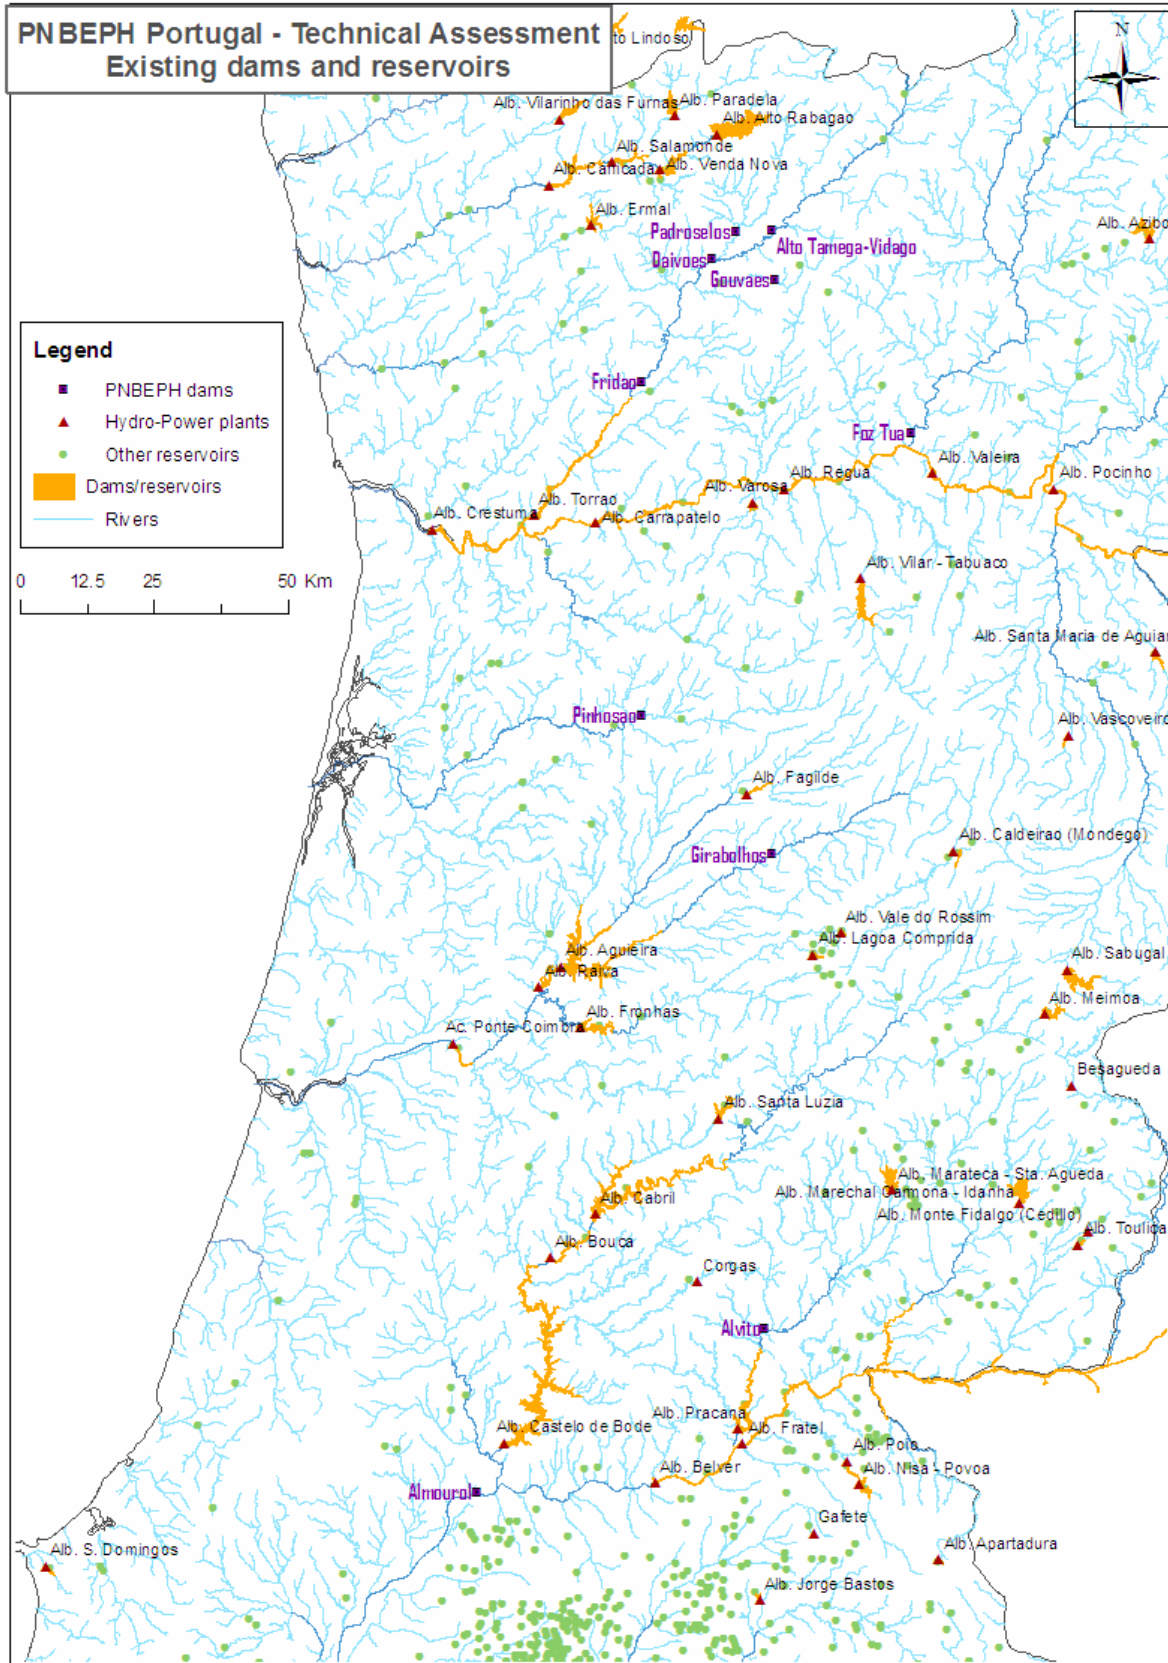 PNBEPH Portugal - Technical Assessment
Existing dams and reservoirs
to Lindoso
N
Alb. Vilarinho das Furnas
Alb. Paradela
Alb. Alto Rabagao
Alb. Salamonde
Alb. Canicada
Alb. Venda Nova
Alb. Ermal
Alb. Azibo
Padroselos
Alto Tamega-Vidago
Daivoes
Gouvaes
Legend
PNBEPH dams
Hydro-Power plants
Other reservoirs
Dams/reservoirs
Rivers
0 12.5 25 50 Km
Fridao
Foz Tua
Alb. Valeira
Alb. Regua
Alb. Pocinho
Alb. Varosa
Alb. Torrao
Alb. Crestuma
Alb. Carrapatelo
Alb. Vilar - Tabuaco
Alb. Santa Maria de Aguiar
Pinhosao
Alb. Vascoveiro
Alb. Fagilde
Alb. Caldeirao (Mondego)
Girabolhos
Alb. Vale do Rossim
Alb. Lagoa Comprida
Alb. Aguieira
Alb. Sabugal
Alb. Raiva
Alb. Meimoa
Alb. Fronhas
Ac. Ponte Coimbra
Besagueda
Alb. Santa Luzia
Alb. Marateca - Sta. Agueda
Alb. Marechal Carmona - Idanha
Alb. Cabril
Alb. Monte Fidalgo (Cedillo)
Alb. Toulica
Alb. Bouca
Corgas
Alvito
Alb. Pracana
Alb. Castelo de Bode
Alb. Fratel
Alb. Poio
Alb. Belver
Alb. Nisa - Povoa
Almourol
Gafete
Alb. S. Domingos
Alb. Apartadura
Alb. Jorge Bastos